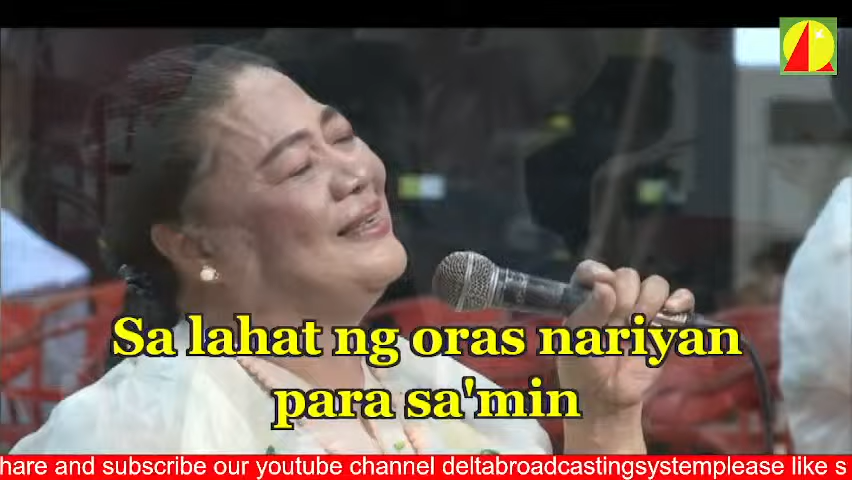 Sa lahat ng oras nariyan
para sa'min
hare and subscribe our youtube channel deltabroadcastingsystemplease like s